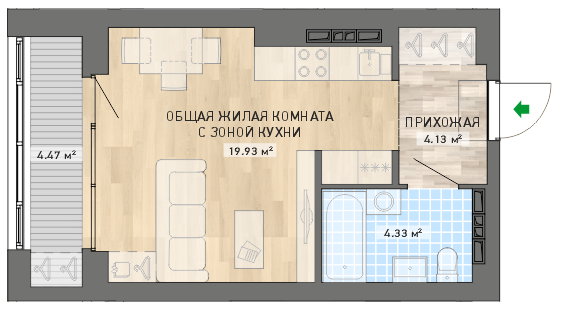 ОБЩАЯ ЖИЛАЯ КОМНАТА
С ЗОНОЙ КУХНИ
19.93 м²
ПРИХОЖАЯ
4.13 м²
4.47 м²
4.33 м²